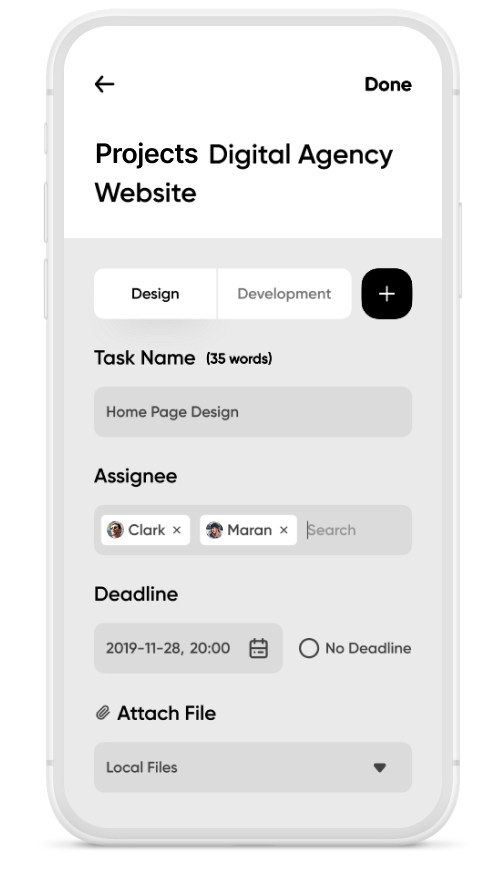 Done
Projects Digital Agency
Website
Design Development
Task Name (35 words)
Home Page Design
Assignee
Clark × Maran × Search
Deadline
2019-11-28, 20:00 No Deadline
Attach File
Local Files